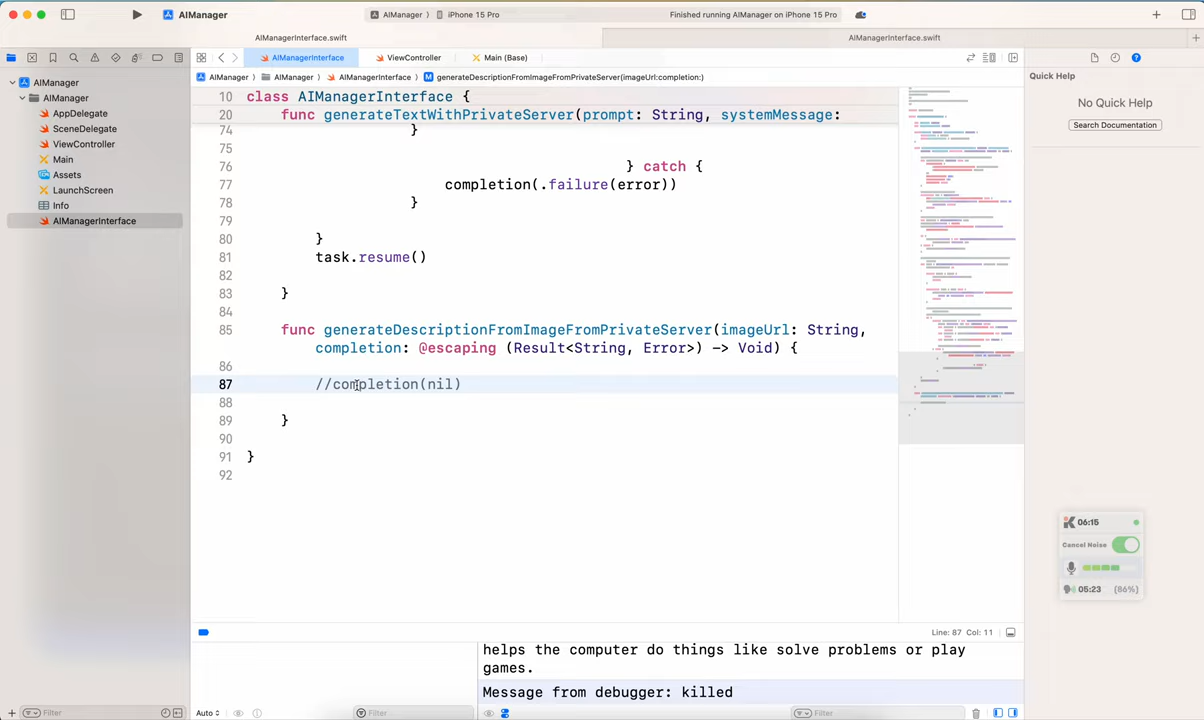 AIManager
AIManager
iPhone 15 Pro
Finished running AIManager on iPhone 15 Pro
AIManagerInterface.swift
AIManagerInterface.swift
AIManagerInterface
ViewController
Main (Base)
AIManager
AIManager
AIManagerInterface
M generateDescriptionFromImageFromPrivateServer(imageUrl:completion:)
AIManager
AIManager
AppDelegate
SceneDelegate
ViewController
Main
Assets
LaunchScreen
Info
AIManagerInterface
10 class AIManagerInterface {
20 func generateTextWithPrivateServer(prompt: String, systemMessage:
74 }
75
76 } catch {
77 completion(.failure(error))
78 }
79
80 }
81 task.resume()
82
83 }
84
85 func generateDescriptionFromImageFromPrivateServer(imageUrl: String,
completion: @escaping (Result<String, Error>) -> Void) {
86
87 //completion(nil)
88
89 }
90
91 }
92
Quick Help
No Quick Help
Search Documentation
06:15
Cancel Noise
05:23 (86%)
Line: 87 Col: 11
helps the computer do things like solve problems or play
games.
Message from debugger: killed
Filter
Auto
Filter
Filter